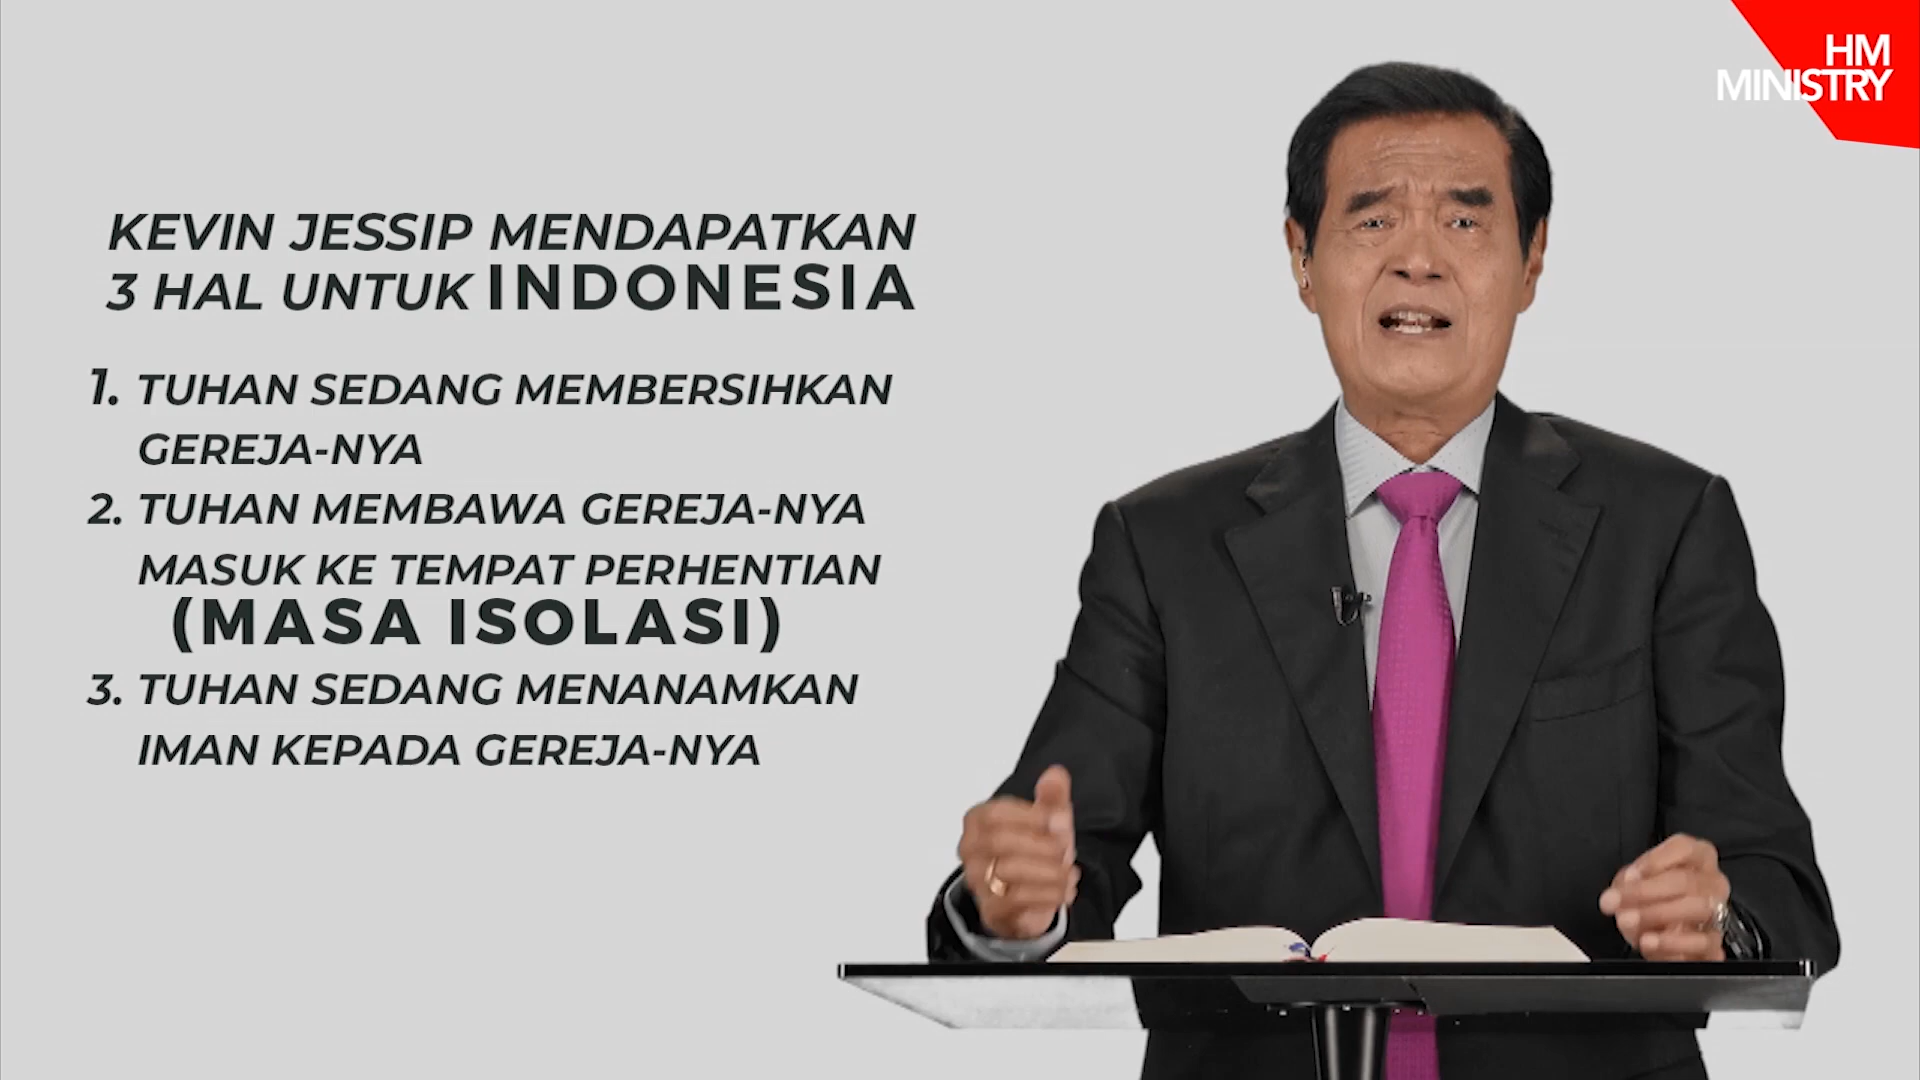 HM
MINISTRY
KEVIN JESSIP MENDAPATKAN
3 HAL UNTUK INDONESIA
1. TUHAN SEDANG MEMBERSIHKAN
GEREJA-NYA
2. TUHAN MEMBAWA GEREJA-NYA
MASUK KE TEMPAT PERHENTIAN
(MASA ISOLASI)
3. TUHAN SEDANG MENANAMKAN
IMAN KEPADA GEREJA-NYA